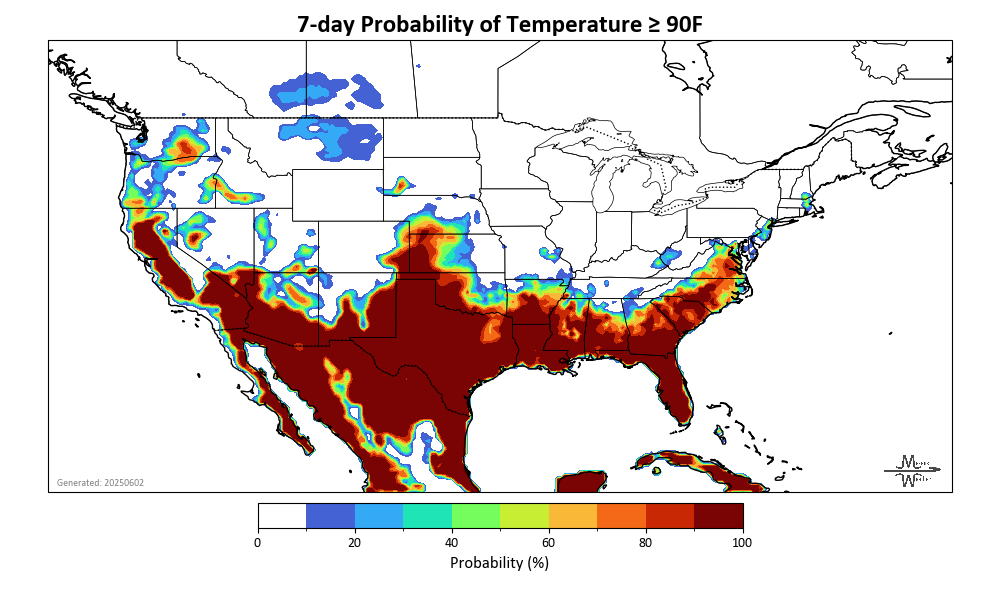 7-day Probability of Temperature ≥ 90F
Generated: 20250602
0 20 40 60 80 100
Probability (%)